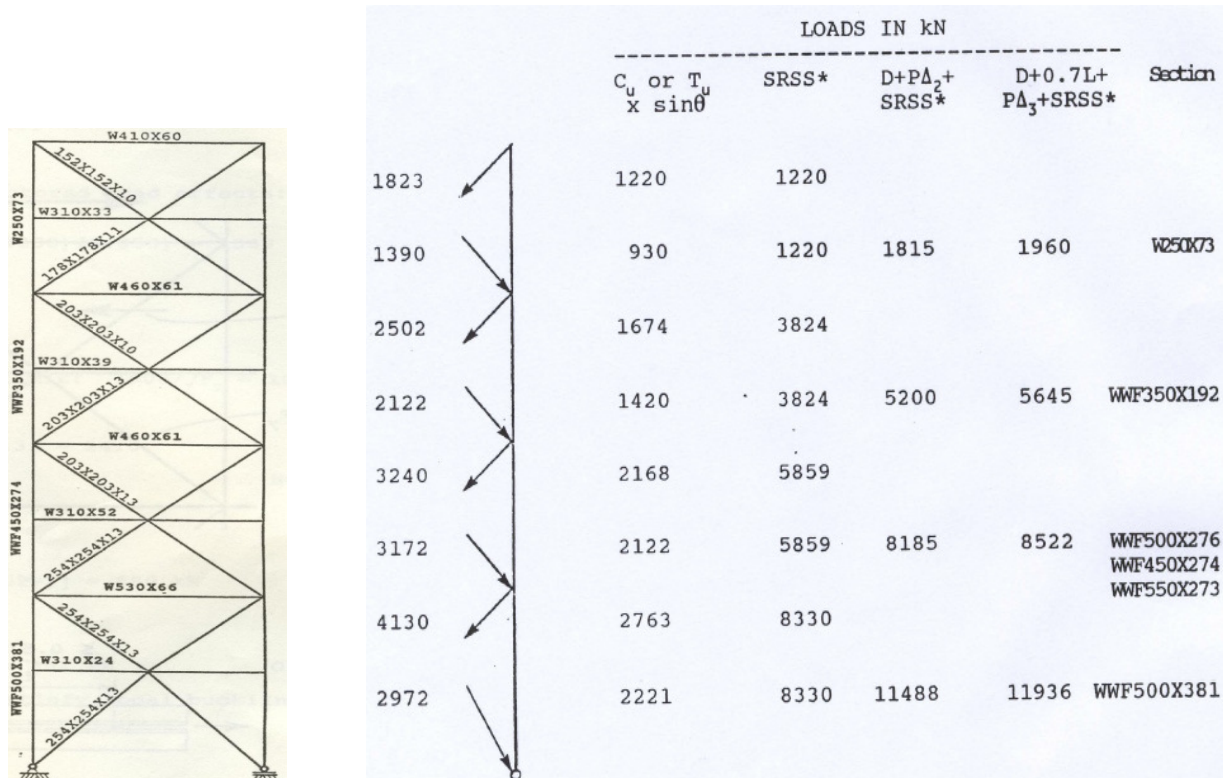 W410X60
152X152X10
W250X73
W310X33
178X178X11
W460X61
203X203X10
WWF350X192
W310X39
203X203X13
W460X61
203X203X13
WWF450X274
W310X52
254X254X13
W530X66
254X254X13
WWF500X381
W310X24
254X254X13
LOADS IN kN
Cu or Tu x sinθ SRSS* D+PΔ2+ SRSS* D+0.7L+ PΔ3+SRSS* Section
1823 1220 1220
1390 930 1220 1815 1960 W250X73
2502 1674 3824
2122 1420 3824 5200 5645 WWF350X192
3240 2168 5859
3172 2122 5859 8185 8522 WWF500X276
WWF450X274
WWF550X273
4130 2763 8330
2972 2221 8330 11488 11936 WWF500X381